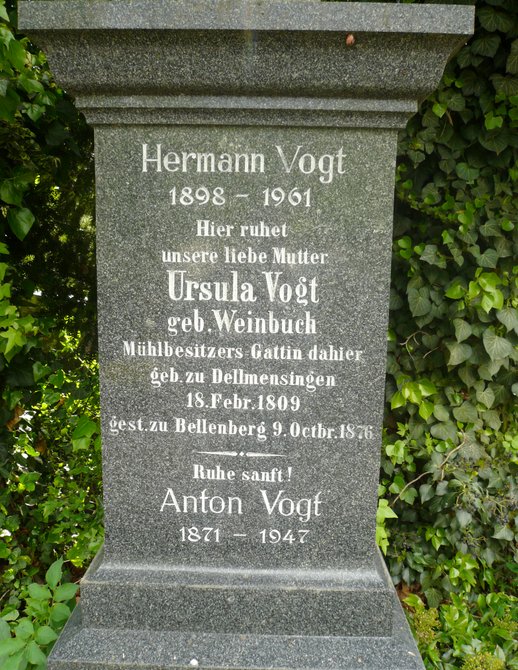 Hermann Vogt
1898 - 1961
Hier ruhet
unsere liebe Mutter
Ursula Vogt
geb. Weinbuch
Mühlbesitzers Gattin dahier
geb. zu Dellmensingen
18. Febr. 1809
gest. zu Bellenberg 9. Octbr. 1876
Ruhe sanft!
Anton Vogt
1871 - 1947